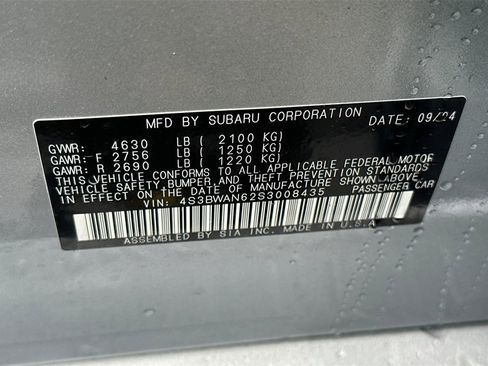 MFD BY SUBARU CORPORATION DATE: 09/24
GVWR: 4630 LB ( 2100 KG)
GAWR: F 2756 LB ( 1250 KG)
GAWR: R 2690 LB ( 1220 KG)
THIS VEHICLE CONFORMS TO ALL APPLICABLE FEDERAL MOTOR
VEHICLE SAFETY, BUMPER AND THEFT PREVENTION STANDARDS
IN EFFECT ON THE DATE OF MANUFACTURE SHOWN ABOVE.
VIN: 4S3BWAN62S3008435 PASSENGER CAR
ASSEMBLED BY SIA INC. MADE IN U.S.A